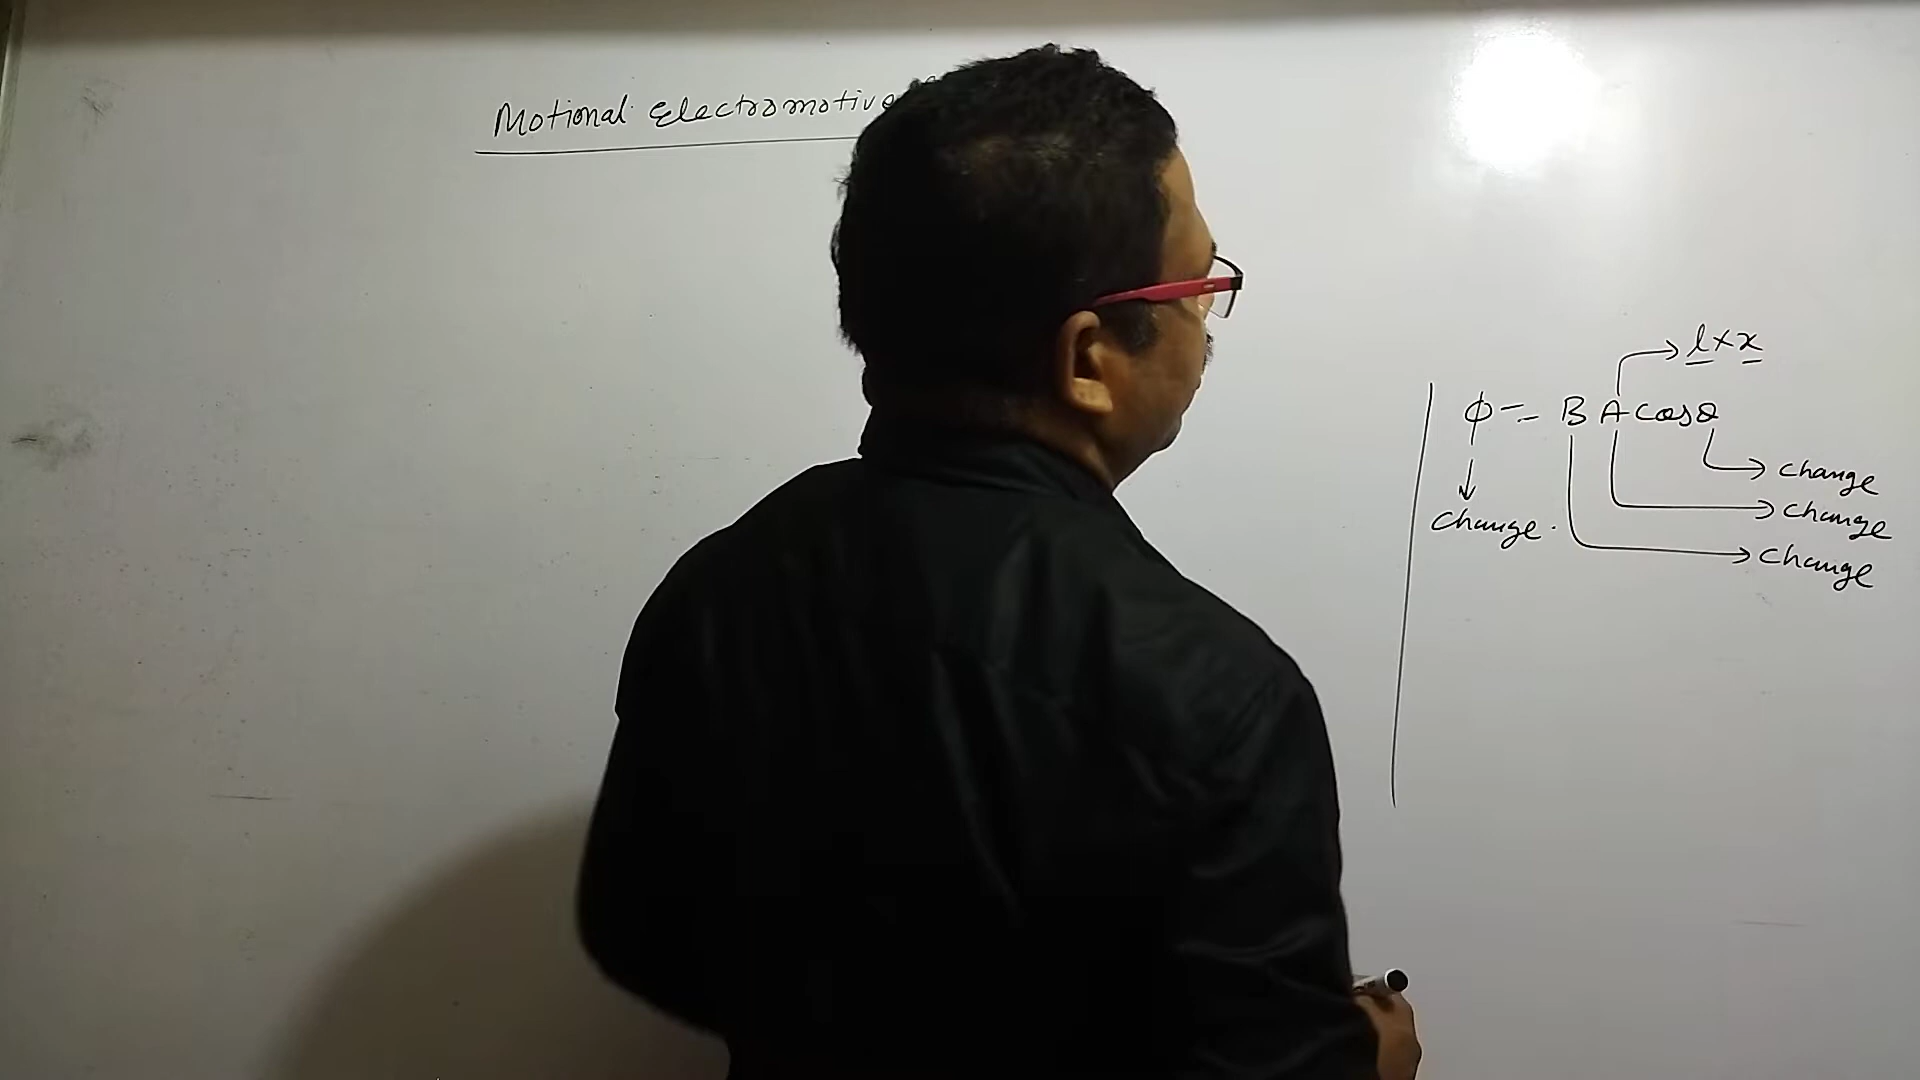 Motional Electromotive
→ l × x
ϕ = B A cosθ
→ change
↓ → change
change. → change